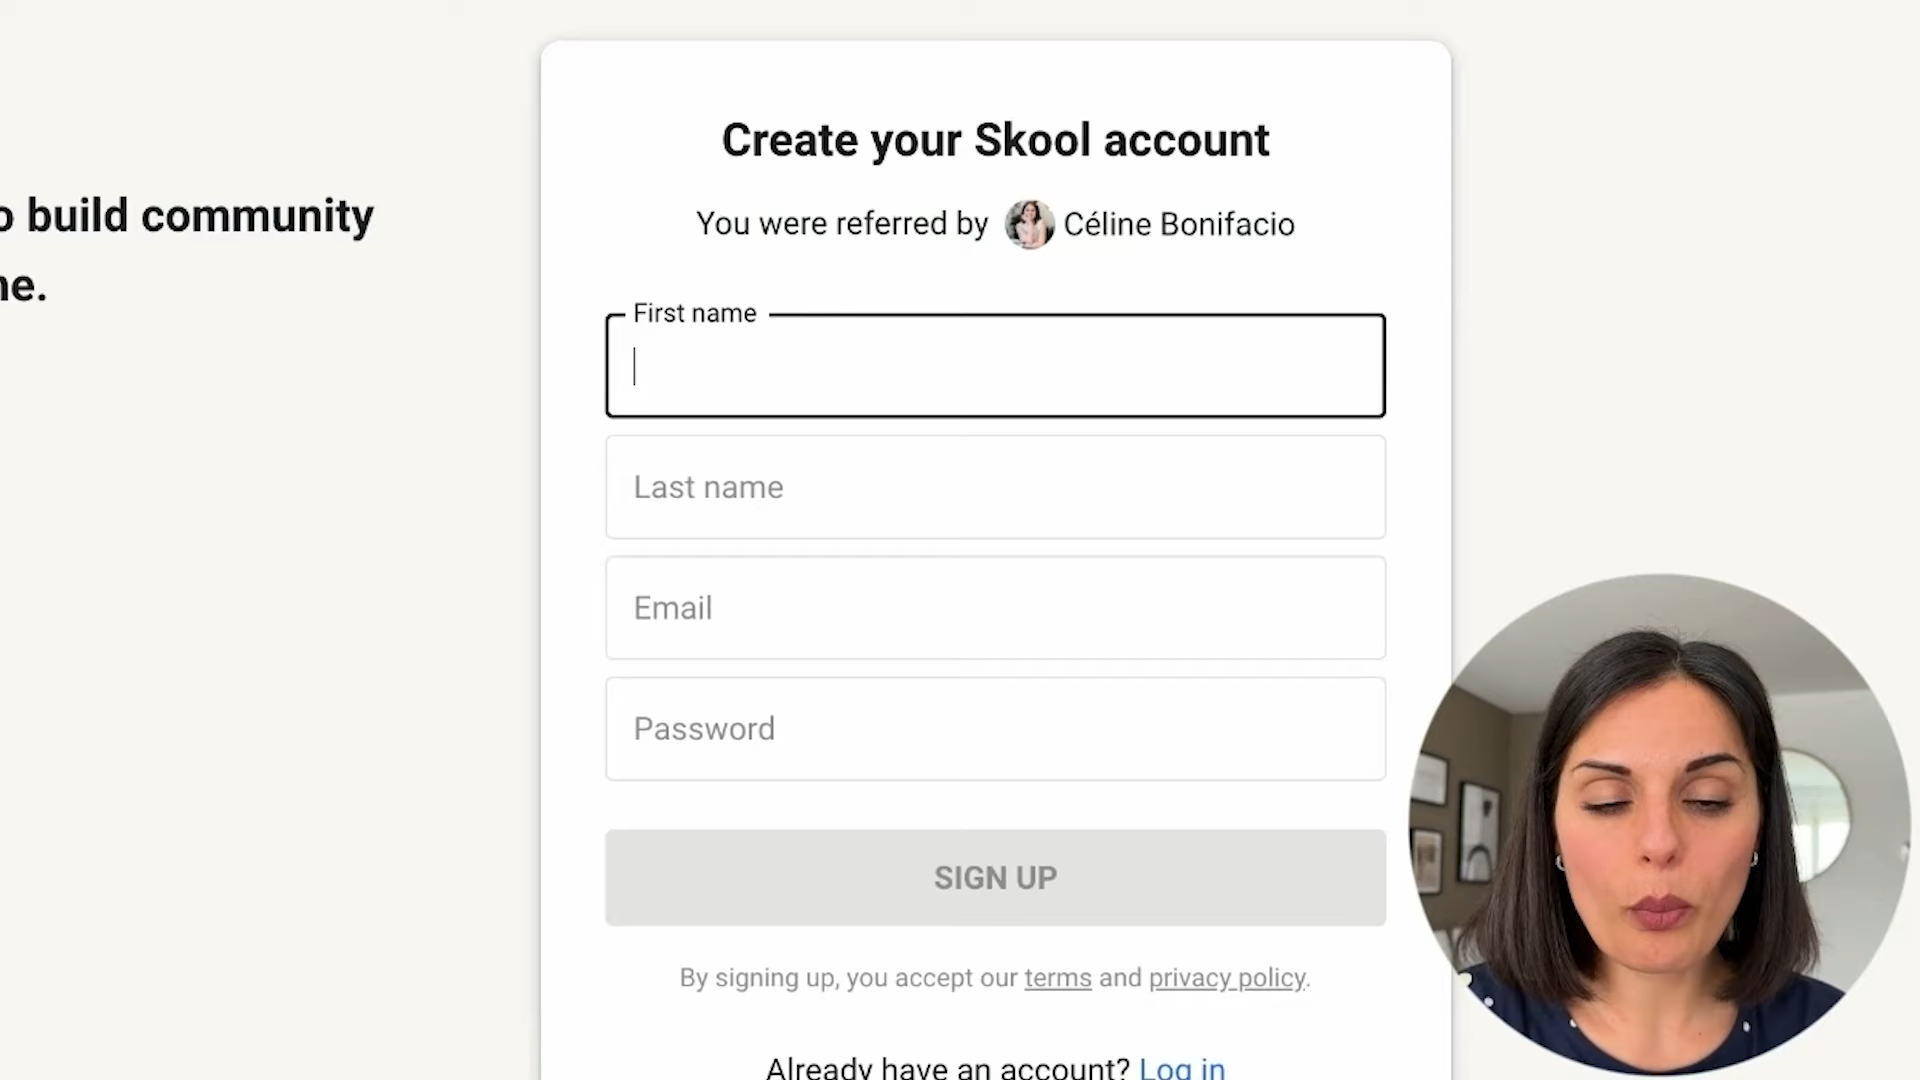 build community
Create your Skool account
You were referred by Céline Bonifacio
First name
Last name
Email
Password
SIGN UP
By signing up, you accept our terms and privacy policy.
Already have an account? Log in